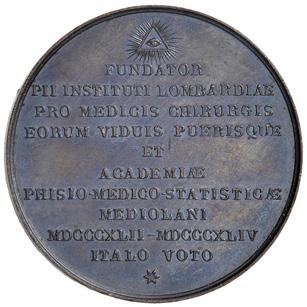 FUNDATOR
PII INSTITUTI LOMBARDIÆ
PRO MEDICIS CHIRURGIS
EORUM VIDUIS PUERISQUE
ET
ACADEMIÆ
PHISIO-MEDICO-STATISTICÆ
MEDIOLANI
MDCCCXLII-MDCCCXLIV
ITALO VOTO